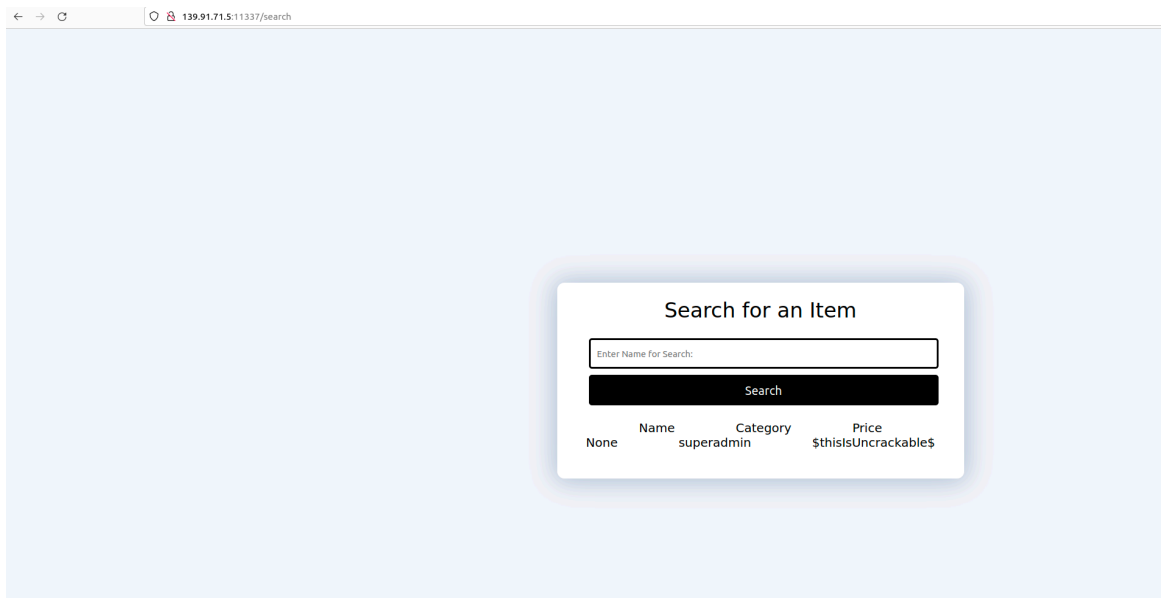 139.91.71.5:11337/search
Search for an Item
Enter Name for Search:
Search
Name Category Price
None superadmin $thisIsUncrackable$